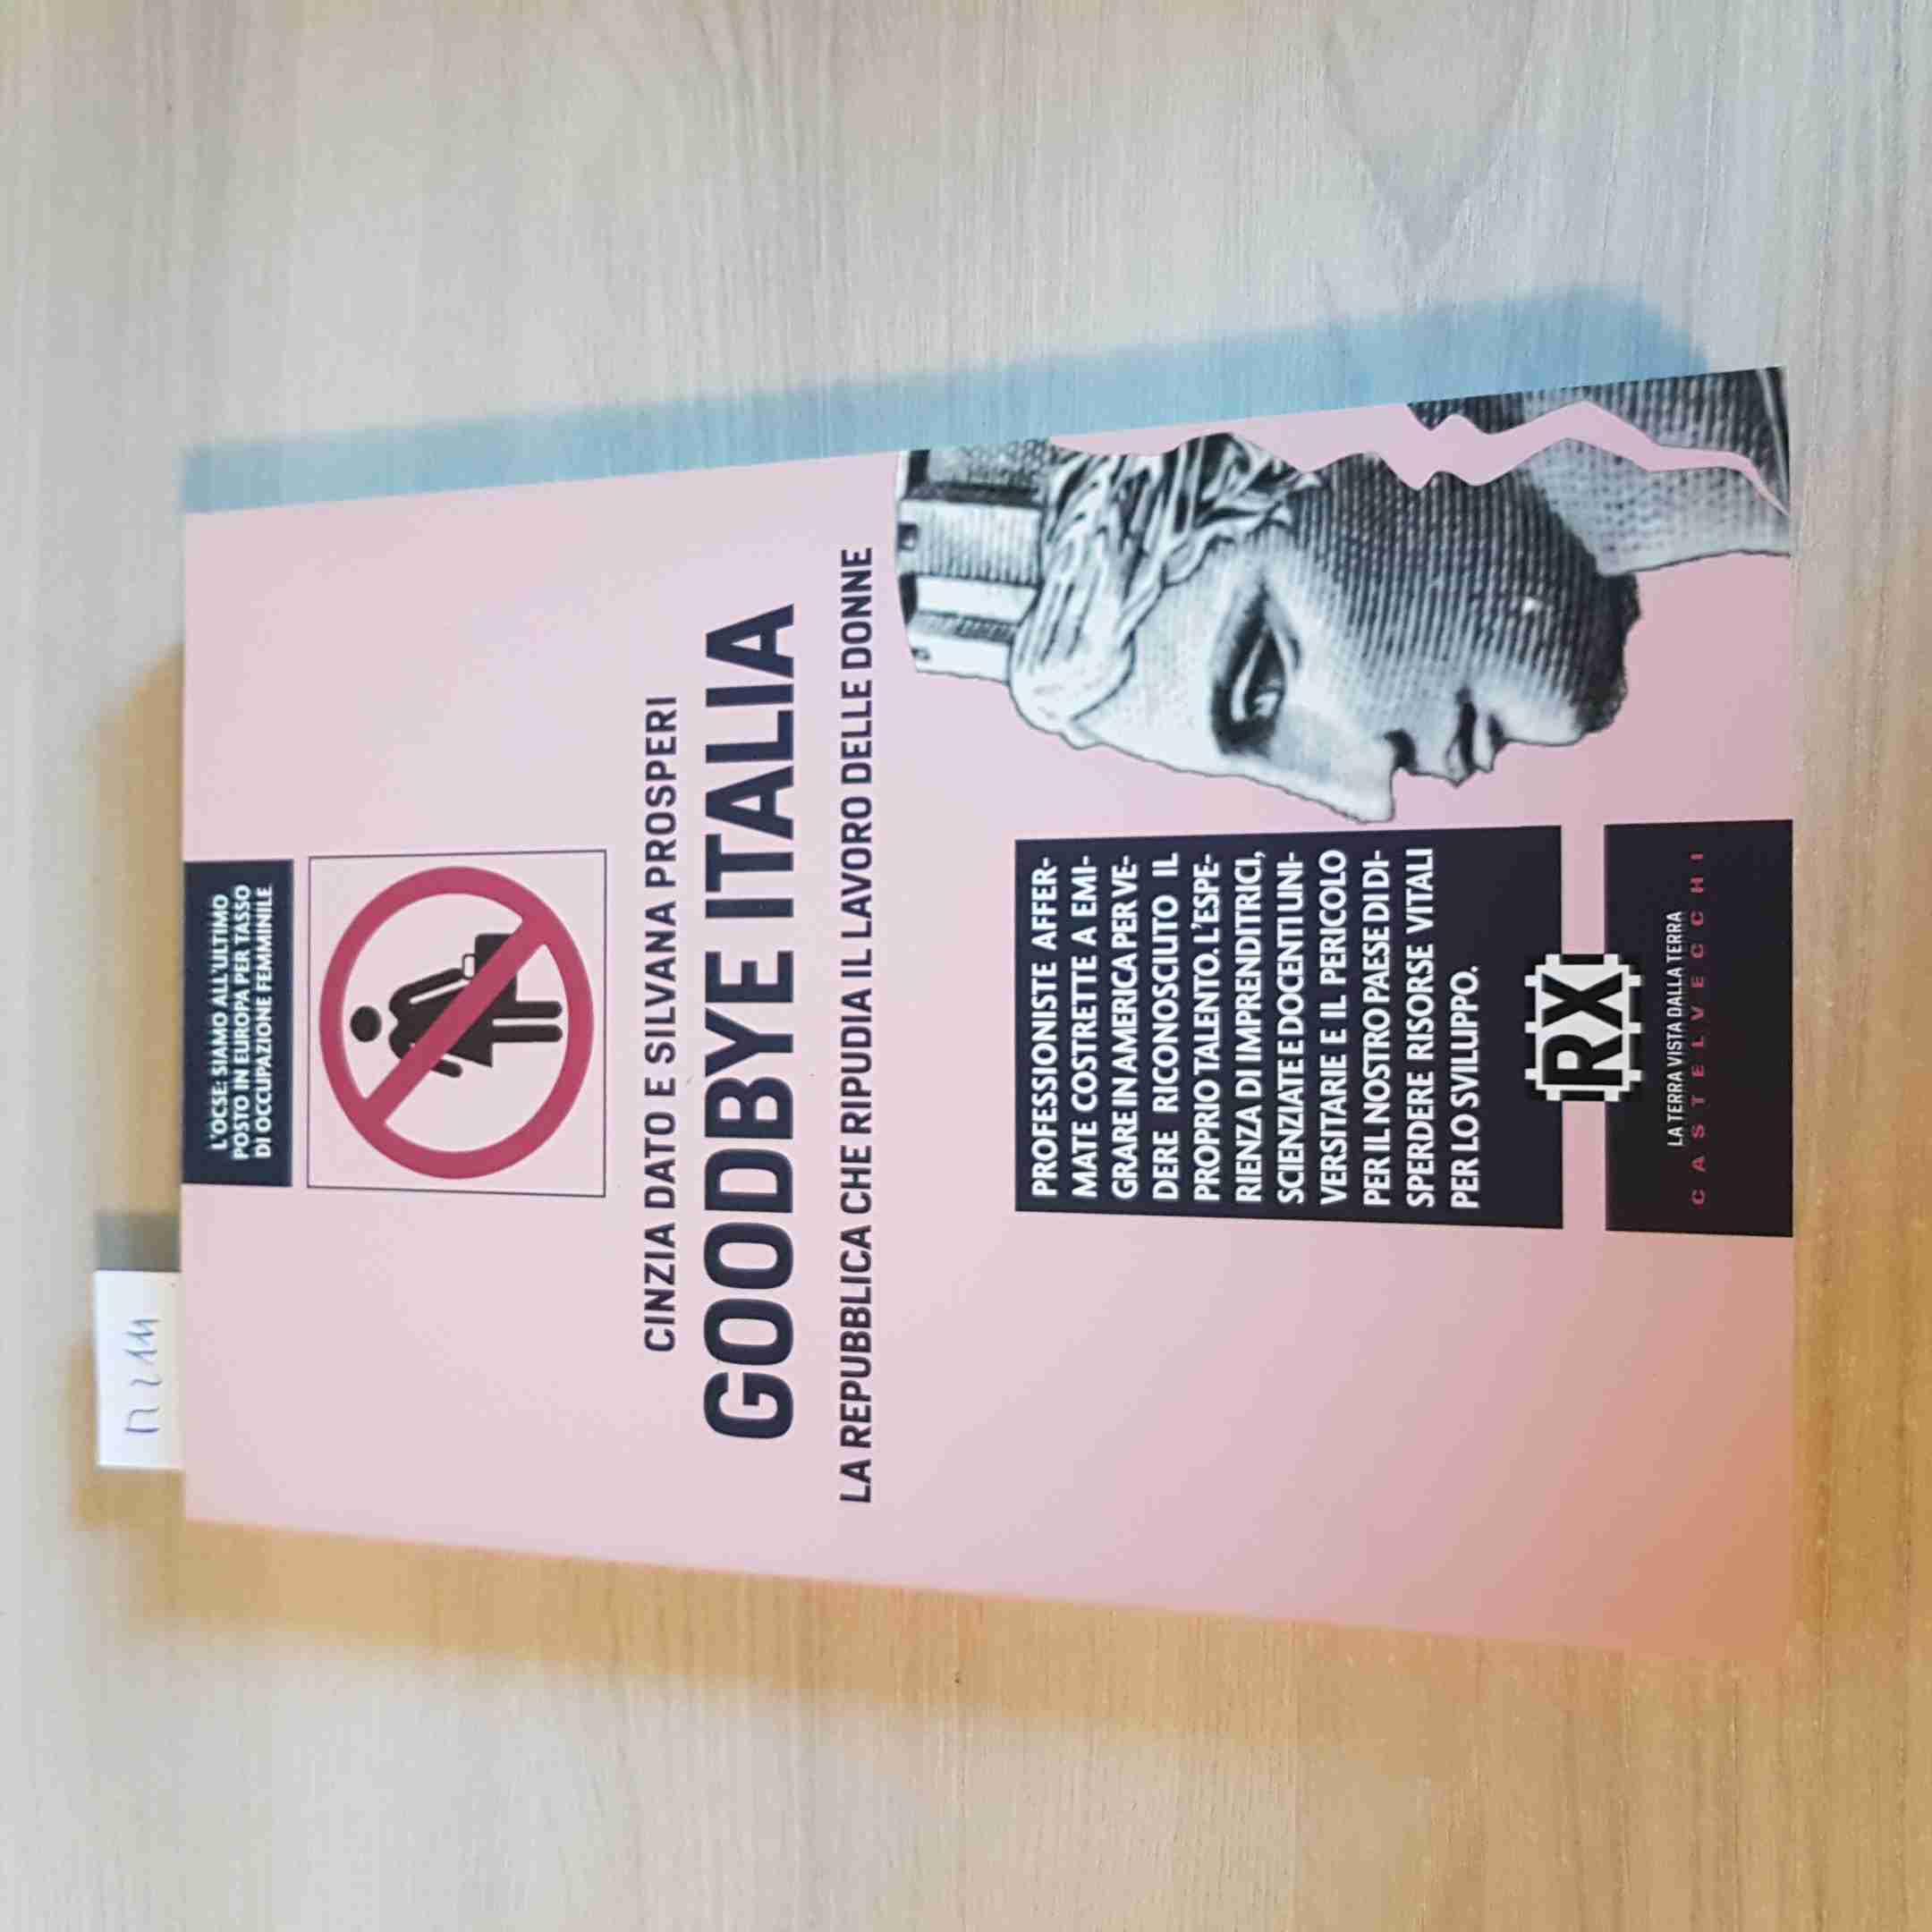 L'OCSE: SIAMO ALL'ULTIMO
POSTO IN EUROPA PER TASSO
DI OCCUPAZIONE FEMMINILE
CINZIA DATO E SILVANA PROSPERI
GOODBYE ITALIA
LA REPUBBLICA CHE RIPUDIA IL LAVORO DELLE DONNE
PROFESSIONISTE AFFER-
MATE COSTRETTE A EMI-
GRARE IN AMERICA PER VE-
DERE RICONOSCIUTO IL
PROPRIO TALENTO. L'ESPE-
RIENZA DI IMPRENDITRICI,
SCIENZIATE E DOCENTI UNI-
VERSITARIE E IL PERICOLO
PER IL NOSTRO PAESE DI DI-
SPERDERE RISORSE VITALI
PER LO SVILUPPO.
RX
LA TERRA VISTA DALLA TERRA
CASTELVECCHI